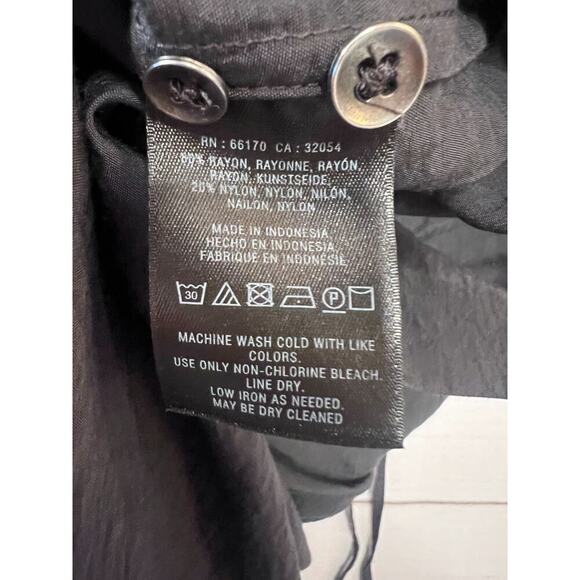 RN : 66170 CA : 32054
80% RAYON, RAYONNE, RAYÓN,
RAYON, KUNSTSEIDE,
20% NYLON, NYLON, NILÓN,
NAILON, NYLON
MADE IN INDONESIA
HECHO EN INDONESIA
FABRIQUE EN INDONÉSIE
30 P
MACHINE WASH COLD WITH LIKE
COLORS.
USE ONLY NON-CHLORINE BLEACH.
LINE DRY.
LOW IRON AS NEEDED.
MAY BE DRY CLEANED